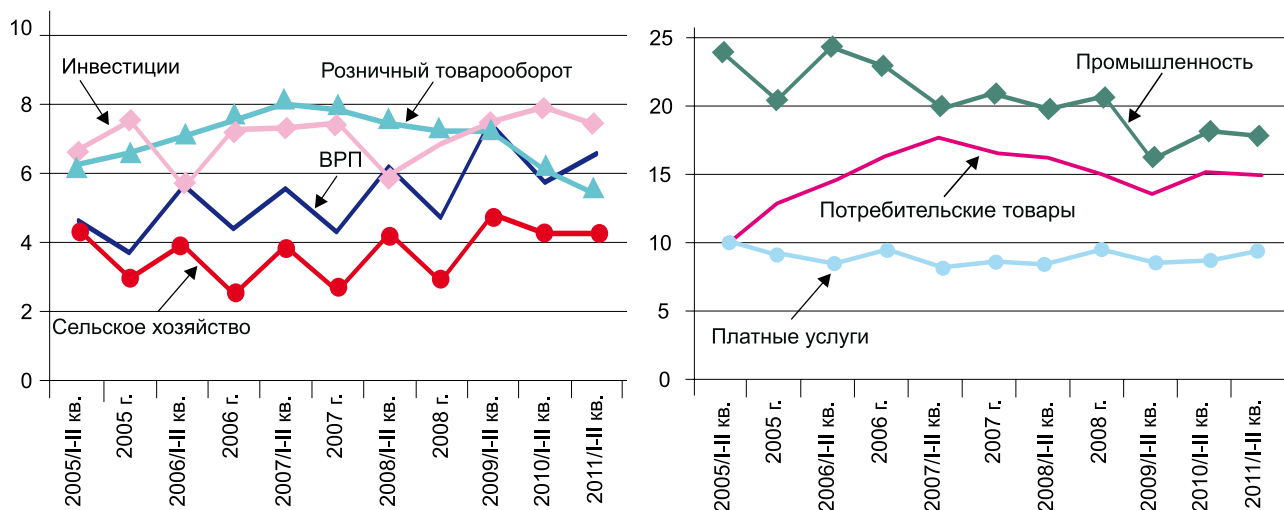 10
8
6
4
2
0
Инвестиции
Розничный товарооборот
ВРП
Сельское хозяйство
2005/I-II кв.
2005 г.
2006/I-II кв.
2006 г.
2007/I-II кв.
2007 г.
2008/I-II кв.
2008 г.
2009/I-II кв.
2010/I-II кв.
2011/I-II кв.
25
20
15
10
5
0
Промышленность
Потребительские товары
Платные услуги
2005/I-II кв.
2005 г.
2006/I-II кв.
2006 г.
2007/I-II кв.
2007 г.
2008/I-II кв.
2008 г.
2009/I-II кв.
2010/I-II кв.
2011/I-II кв.